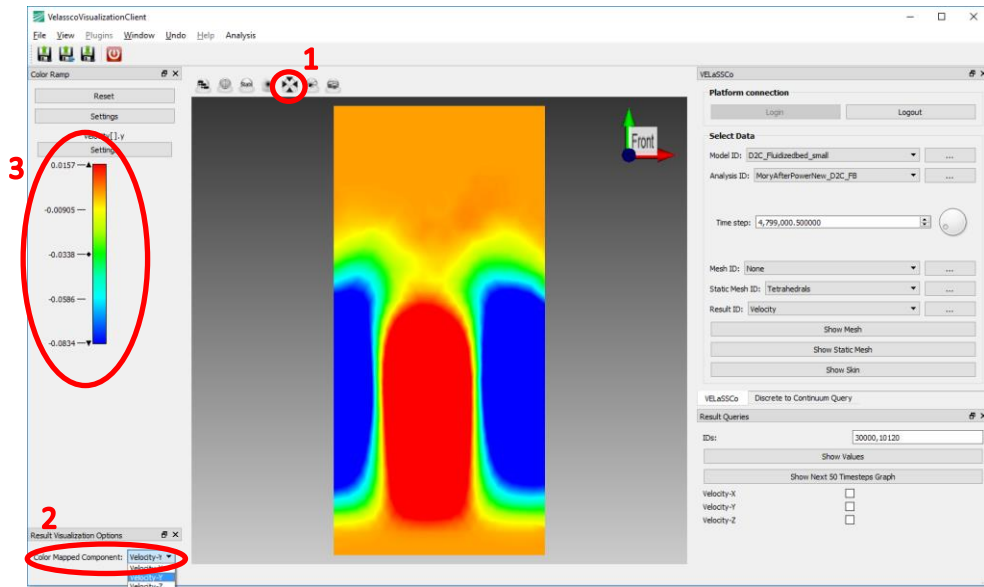 VelasscoVisualizationClient
File View Plugins Window Undo Help Analysis
1
Color Ramp
Reset
Settings
Velocity[].y
Settings
3
0.0157
-0.00905
-0.0338
-0.0586
-0.0834
2
Result Visualization Options
Color Mapped Component: Velocity-Y
Velocity-Y
Velocity-Z
Front
VELaSSCo
Platform connection
Login Logout
Select Data
Model ID: D2C_Fluidizedbed_small ...
Analysis ID: MoryAfterPowerNew_D2C_FB ...
Time step: 4,799,000.500000
Mesh ID: None ...
Static Mesh ID: Tetrahedrals ...
Result ID: Velocity ...
Show Mesh
Show Static Mesh
Show Skin
VELaSSCo Discrete to Continuum Query
Result Queries
IDs: 30000,10120
Show Values
Show Next 50 Timesteps Graph
Velocity-X
Velocity-Y
Velocity-Z